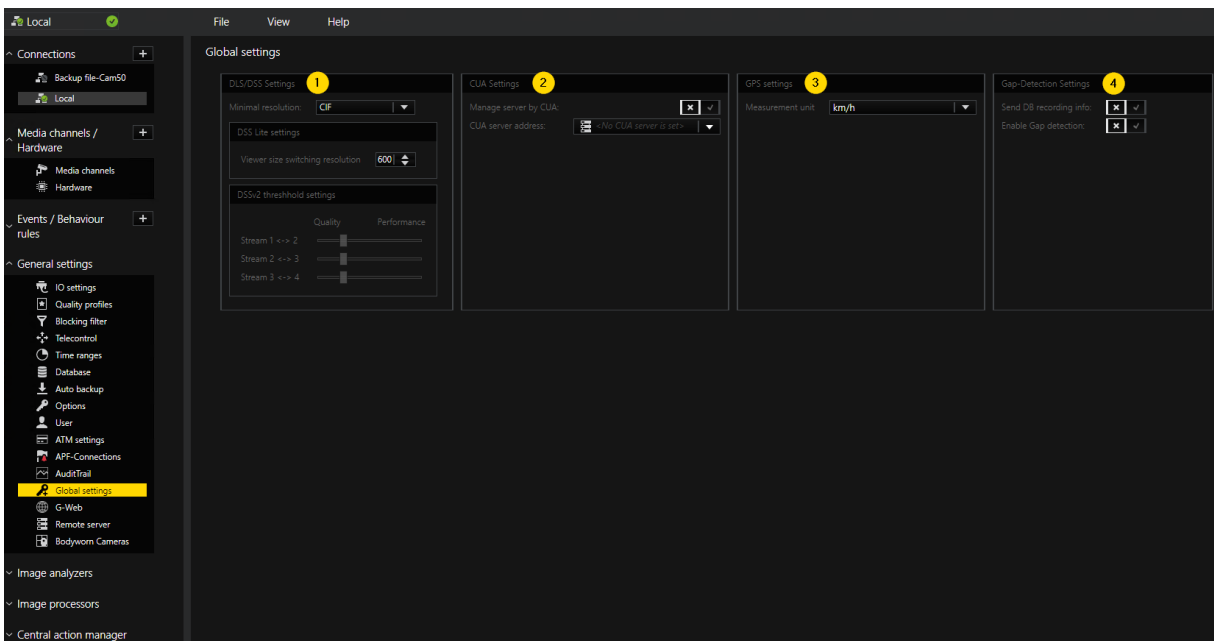 Local
File View Help
Connections
Backup file-Cam50
Local
Media channels /
Hardware
Media channels
Hardware
Events / Behaviour
rules
General settings
IO settings
Quality profiles
Blocking filter
Telecontrol
Time ranges
Database
Auto backup
Options
User
ATM settings
APF-Connections
AuditTrail
Global settings
G-Web
Remote server
Bodyworn Cameras
Image analyzers
Image processors
Central action manager
Global settings
DLS/DSS Settings 1
Minimal resolution: CIF
DSS Lite settings
Viewer size switching resolution 600
DSSv2 threshhold settings
Quality Performance
Stream 1 <-> 2
Stream 2 <-> 3
Stream 3 <-> 4
CUA Settings 2
Manage server by CUA:
CUA server address: <No CUA server is set>
GPS settings 3
Measurement unit km/h
Gap-Detection Settings 4
Send DB recording info:
Enable Gap detection: